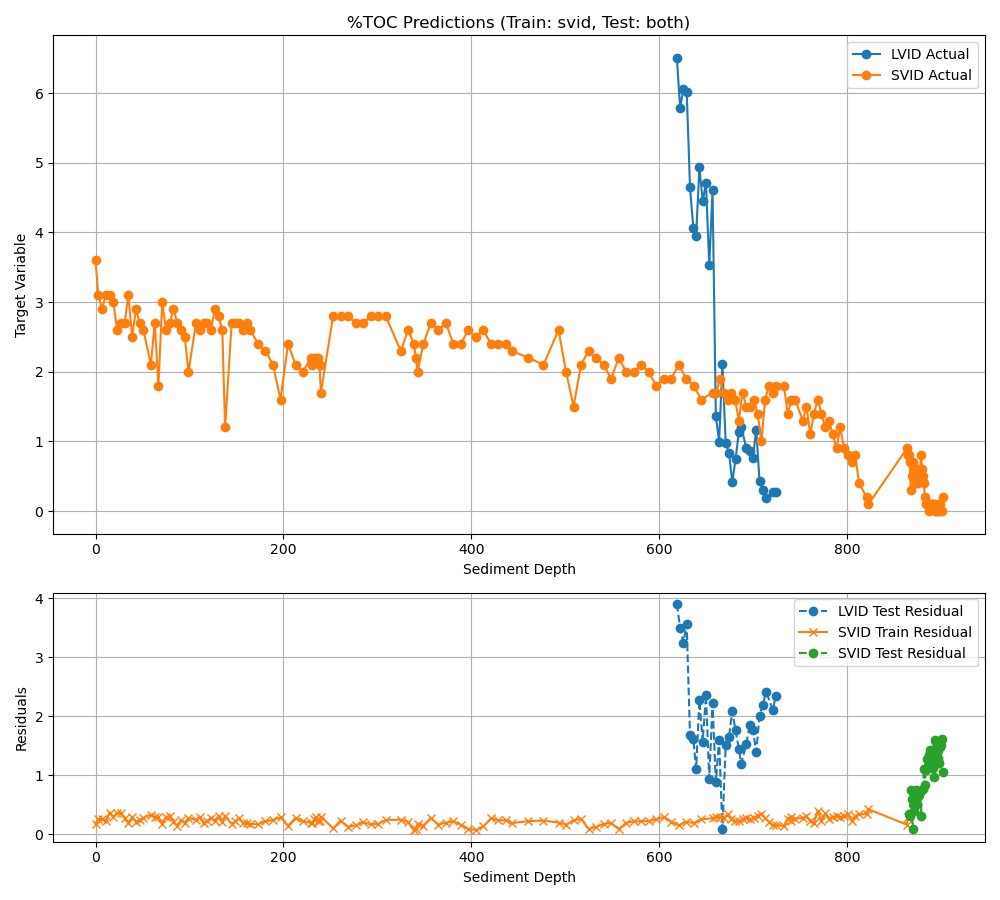 %TOC Predictions (Train: svid, Test: both)
LVID Actual
SVID Actual
Target Variable
6
5
4
3
2
1
0
0 200 400 600 800
Sediment Depth
LVID Test Residual
SVID Train Residual
SVID Test Residual
Residuals
4
3
2
1
0
0 200 400 600 800
Sediment Depth